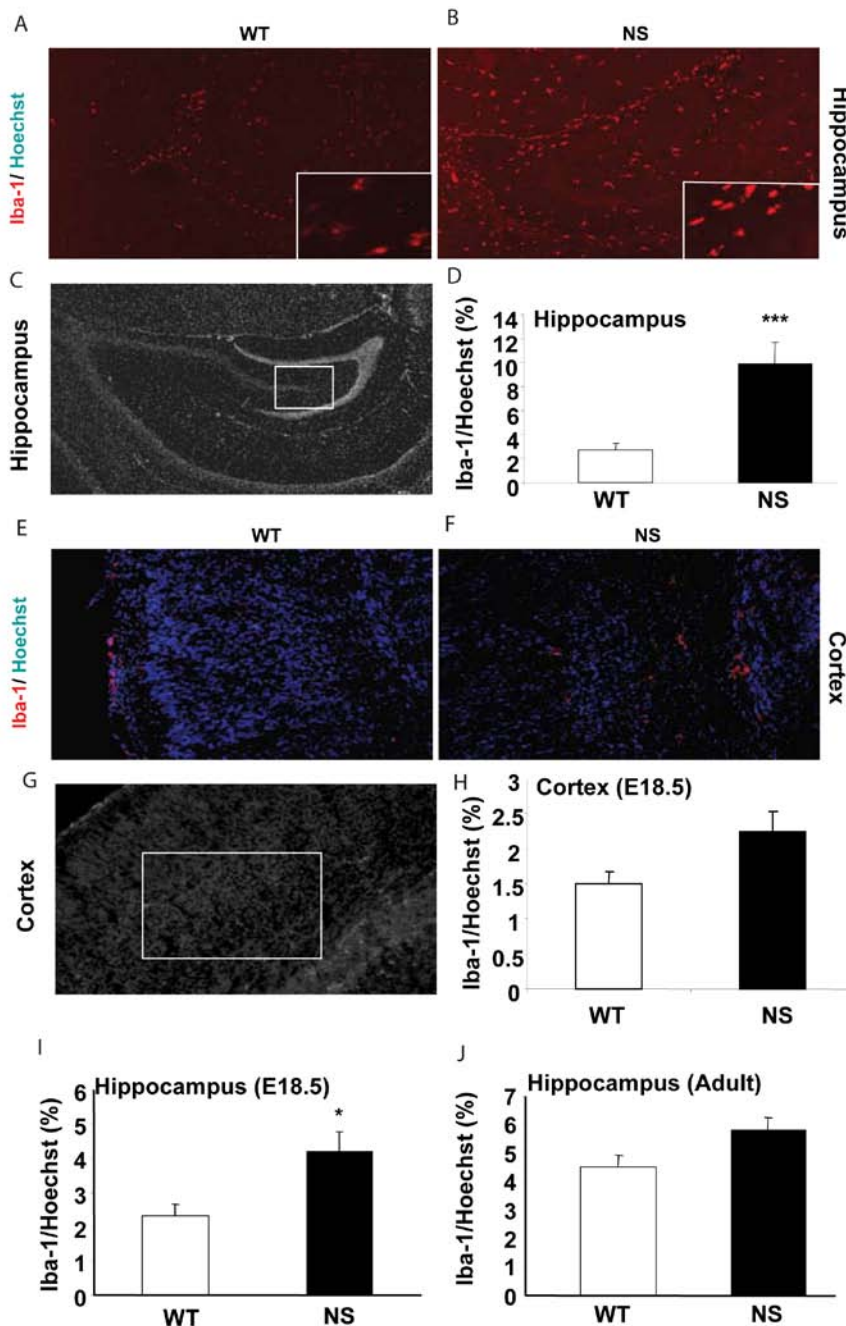 A
B
WT
NS
Iba-1/ Hoechst
Hippocampus
C
D
Hippocampus
Hippocampus
***
Iba-1/Hoechst (%)
14
12
10
8
6
4
2
0
WT
NS
E
F
WT
NS
Iba-1/ Hoechst
Cortex
G
H
Cortex
Cortex (E18.5)
Iba-1/Hoechst (%)
3
2.5
2
1.5
1
0.5
0
WT
NS
I
J
Hippocampus (E18.5)
*
Iba-1/Hoechst (%)
6
5
4
3
2
1
0
WT
NS
Hippocampus (Adult)
Iba-1/Hoechst (%)
7
6
5
4
3
2
1
0
WT
NS